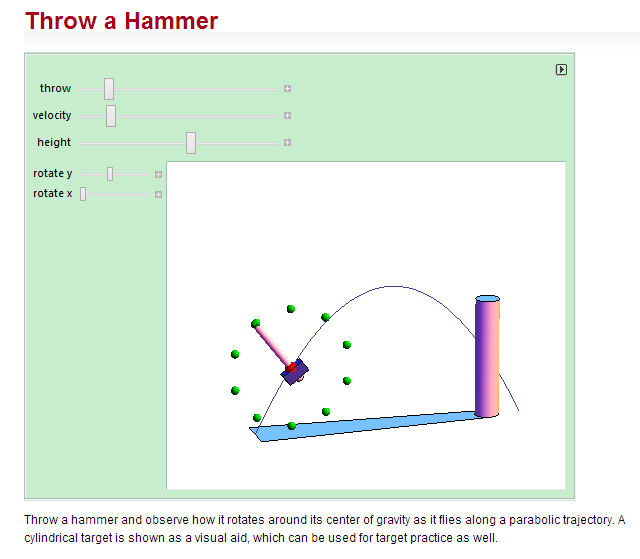 Throw a Hammer
throw
velocity
height
rotate y
rotate x
Throw a hammer and observe how it rotates around its center of gravity as it flies along a parabolic trajectory. A
cylindrical target is shown as a visual aid, which can be used for target practice as well.